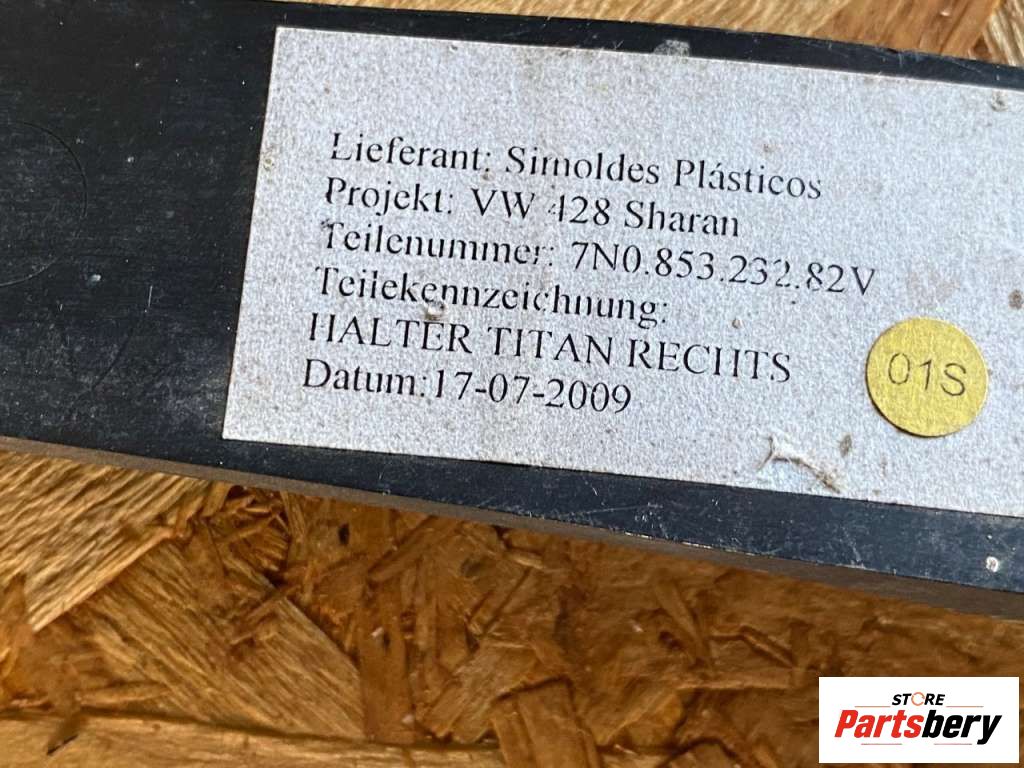 Lieferant: Simoldes Plásticos
Projekt: VW 428 Sharan
Teilenummer: 7N0.853.232.82V
Teilekennzeichnung:
HALTER TITAN RECHTS
Datum:17-07-2009
01S
STORE
Partsbery